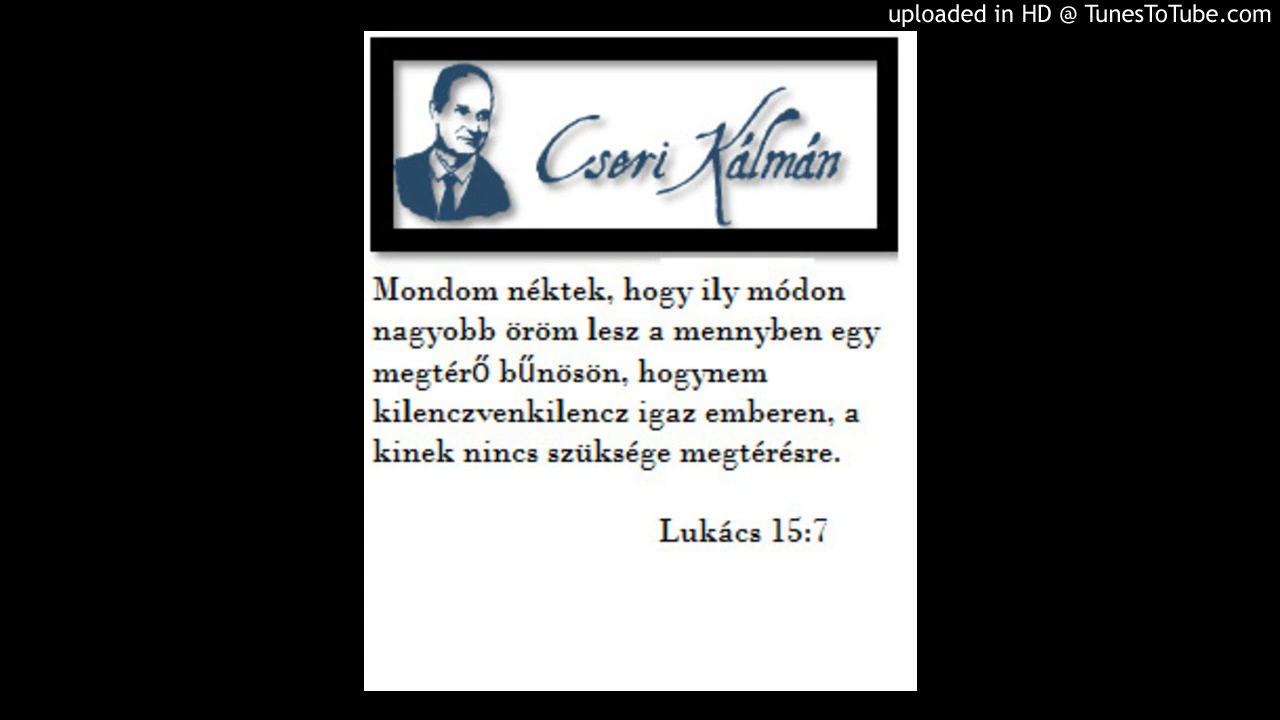 uploaded in HD @ TunesToTube.com
Cseri Kálmán
Mondom néktek, hogy ily módon
nagyobb öröm lesz a mennyben egy
megtérŐ bŰnösön, hogynem
kilenczvenkilencz igaz emberen, a
kinek nincs szüksége megtérésre.
Lukács 15:7